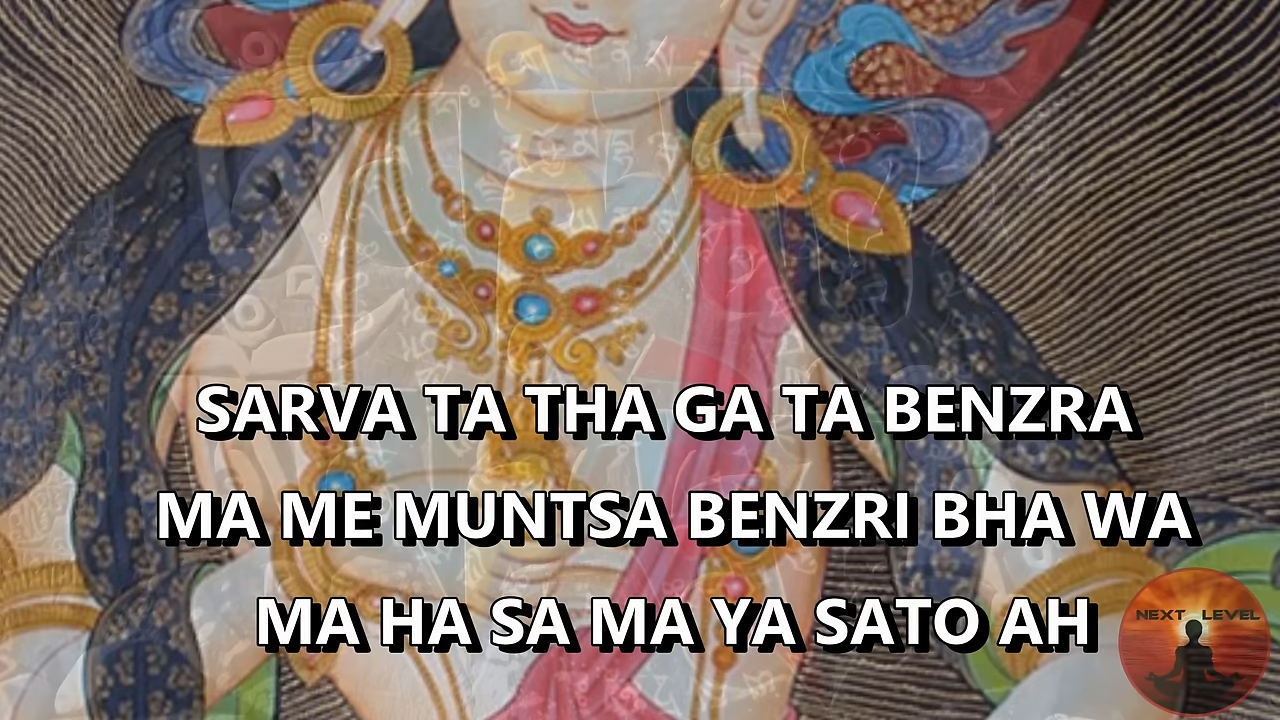 SARVA TA THA GA TA BENZRA
MA ME MUNTSA BENZRI BHA WA
MA HA SA MA YA SATO AH
NEXT LEVEL